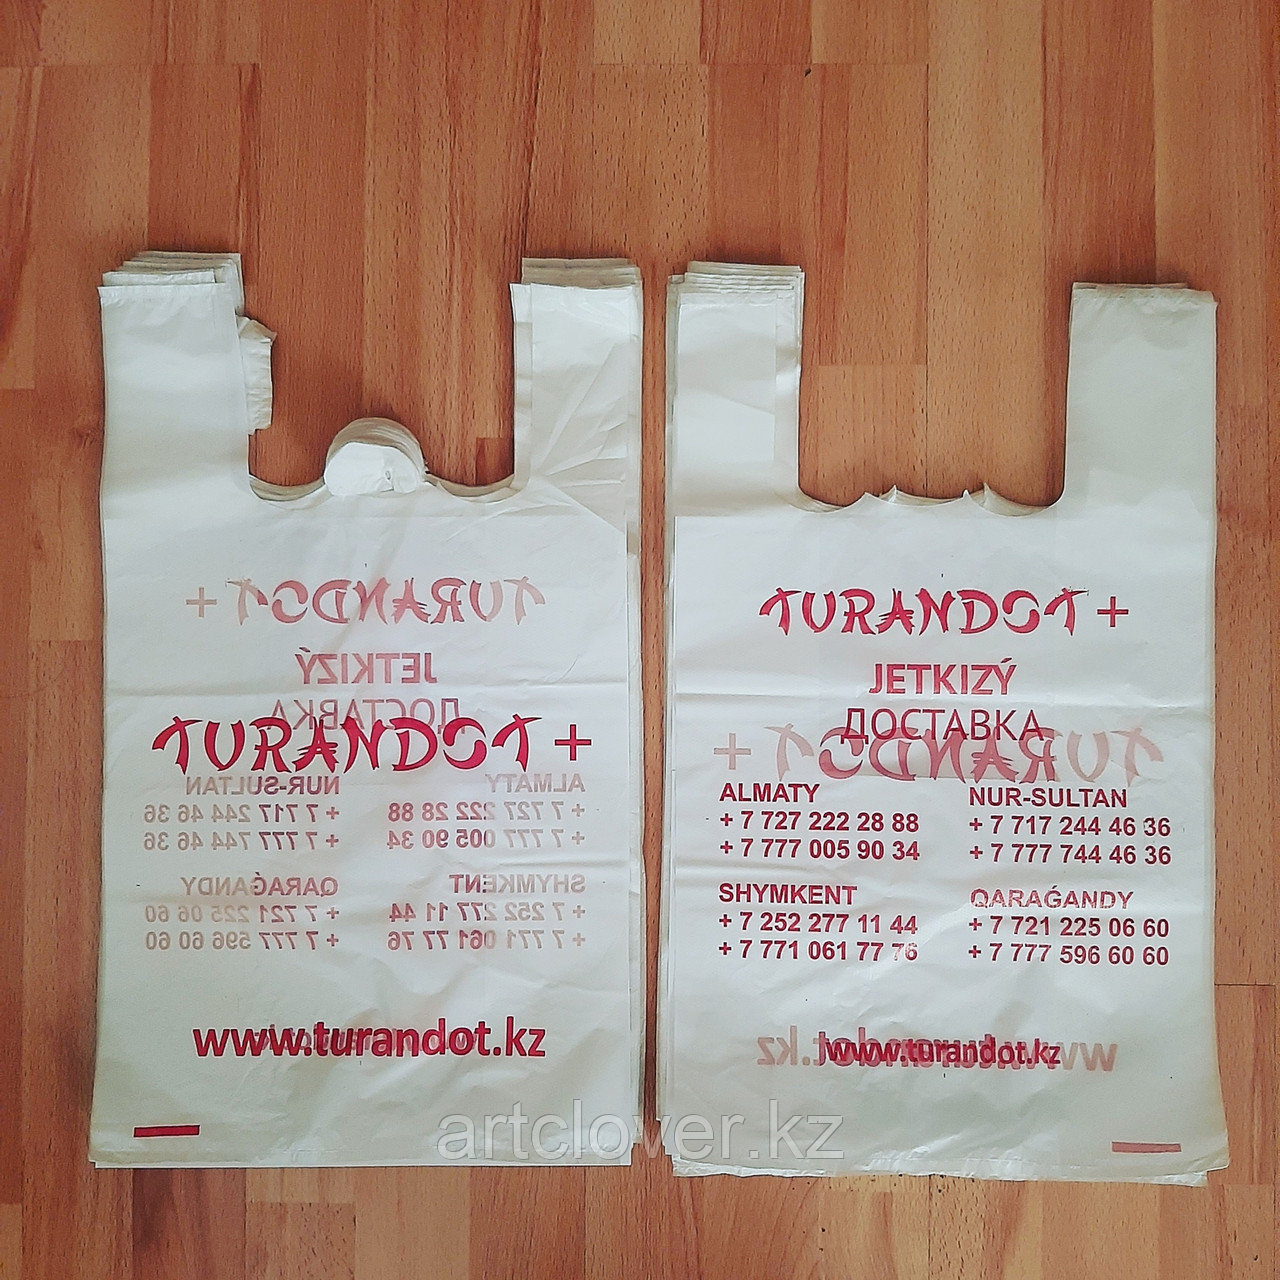 TURANDOT +
www.turandot.kz
TURANDOT +
JETKIZÝ
ДОСТАВКА
ALMATY
+ 7 727 222 28 88
+ 7 777 005 90 34
NUR-SULTAN
+ 7 717 244 46 36
+ 7 777 744 46 36
SHYMKENT
+ 7 252 277 11 44
+ 7 771 061 77 76
QARAǴANDY
+ 7 721 225 06 60
+ 7 777 596 60 60
www.turandot.kz
artclover.kz